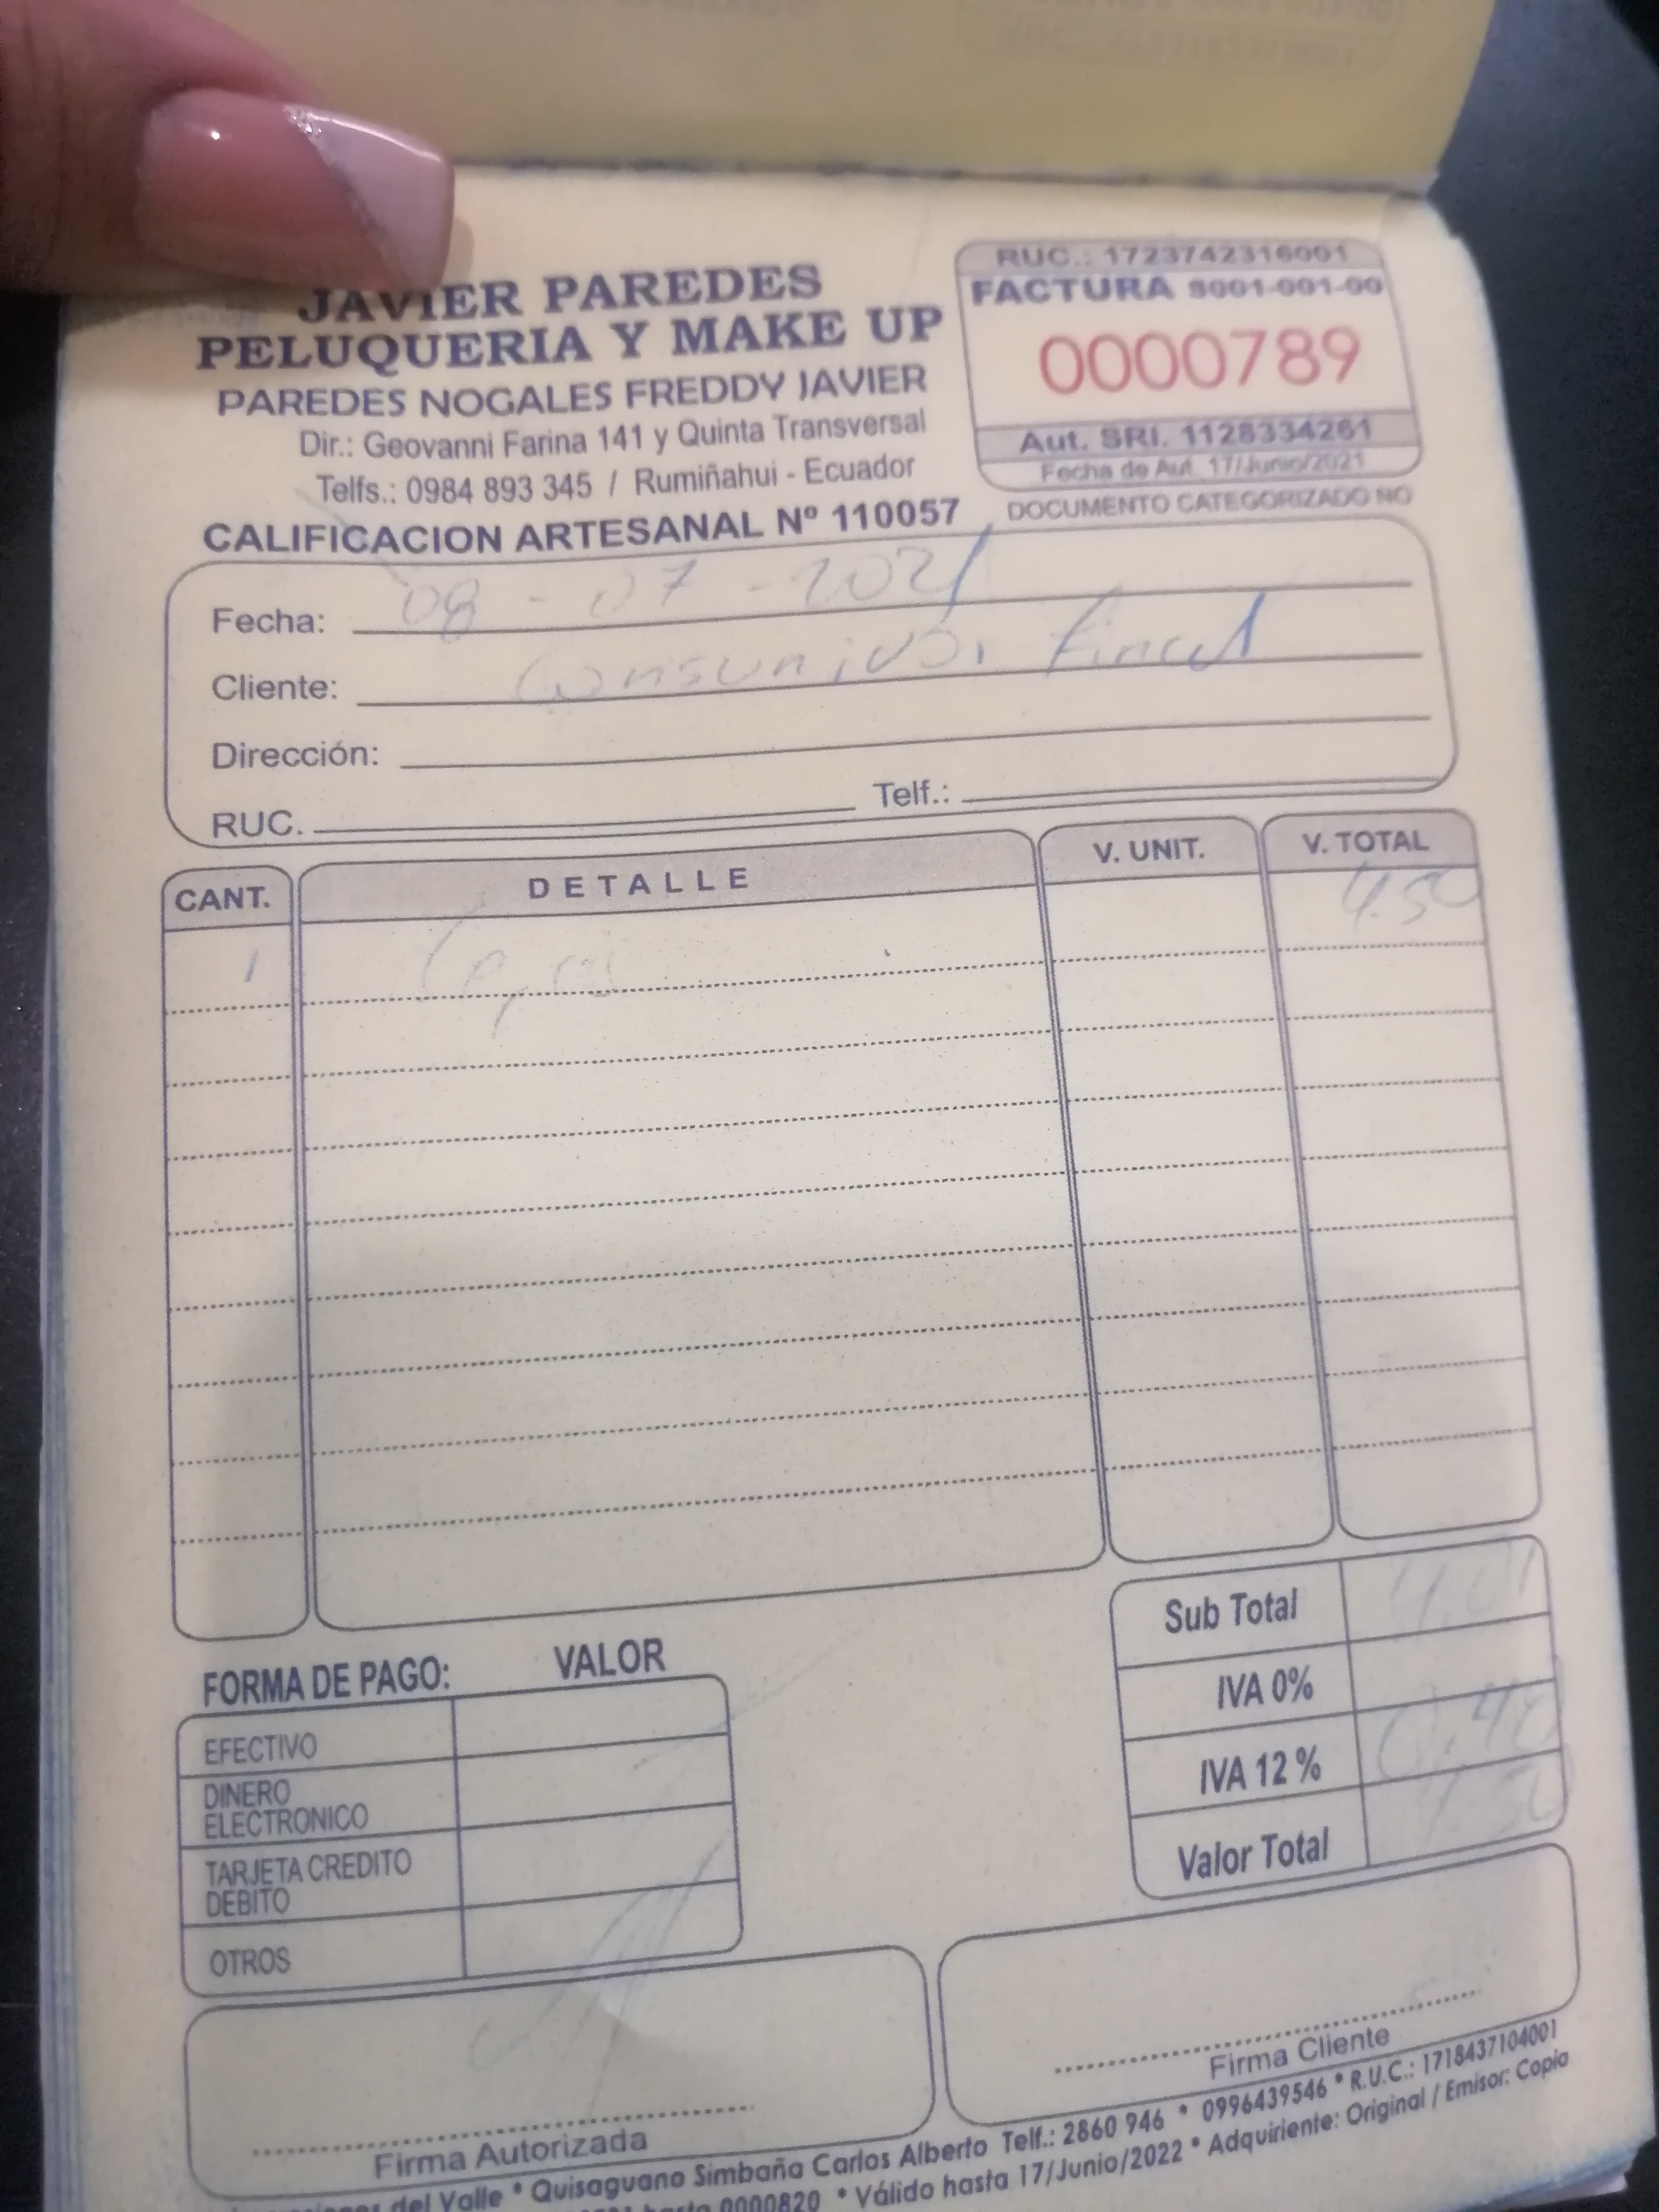 JAVIER PAREDES
PELUQUERIA Y MAKE UP
PAREDES NOGALES FREDDY JAVIER
Dir.: Geovanni Farina 141 y Quinta Transversal
Telfs.: 0984 893 345 / Rumiñahui - Ecuador
CALIFICACION ARTESANAL Nº 110057
RUC.: 1723742316001
FACTURA S001-001-00
0000789
Aut. SRI. 1128334261
Fecha de Aut. 17/Junio/2021
DOCUMENTO CATEGORIZADO NO
Fecha: 08 - 07 - 2021
Cliente: Consumidor Final
Dirección:
RUC. Telf.:
CANT. DETALLE V. UNIT. V. TOTAL
1 4.50
Sub Total 4.01
IVA 0%
IVA 12 % 0,48
Valor Total 4.50
FORMA DE PAGO: VALOR
EFECTIVO
DINERO
ELECTRONICO
TARJETA CREDITO
DEBITO
OTROS
Firma Autorizada
Firma Cliente
del Valle * Quisaguano Simbaña Carlos Alberto Telf.: 2860 946 * 0996439546 * R.U.C.: 1718437104001
hasta 0000820 * Válido hasta 17/Junio/2022 * Adquiriente: Original / Emisor: Copia